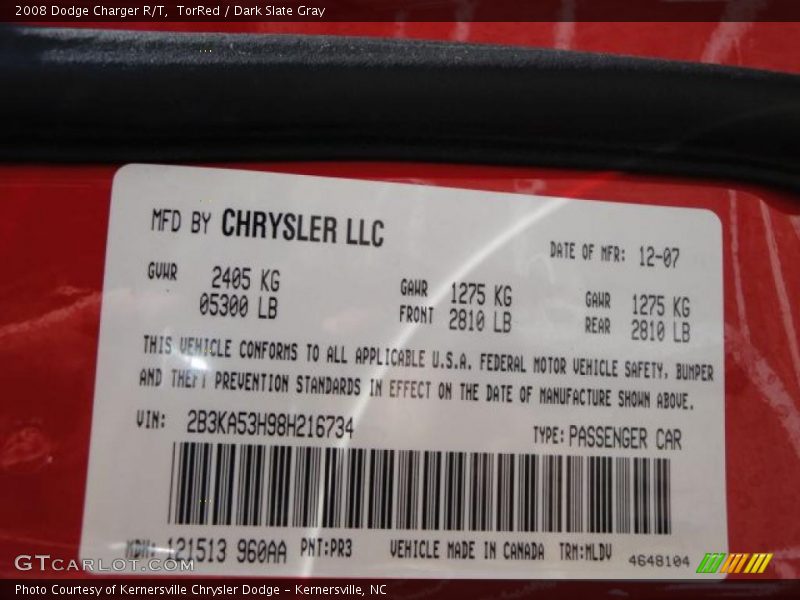 2008 Dodge Charger R/T, TorRed / Dark Slate Gray
MFD BY CHRYSLER LLC
DATE OF MFR: 12-07
GVWR 2405 KG
05300 LB
GAWR 1275 KG
FRONT 2810 LB
GAWR 1275 KG
REAR 2810 LB
THIS VEHICLE CONFORMS TO ALL APPLICABLE U.S.A. FEDERAL MOTOR VEHICLE SAFETY, BUMPER
AND THEFT PREVENTION STANDARDS IN EFFECT ON THE DATE OF MANUFACTURE SHOWN ABOVE.
VIN: 2B3KA53H98H216734
TYPE: PASSENGER CAR
MDH: 121513 960AA PNT:PR3 VEHICLE MADE IN CANADA TRM:MLDV 4648104
GTCARLOT.COM
Photo Courtesy of Kernersville Chrysler Dodge – Kernersville, NC